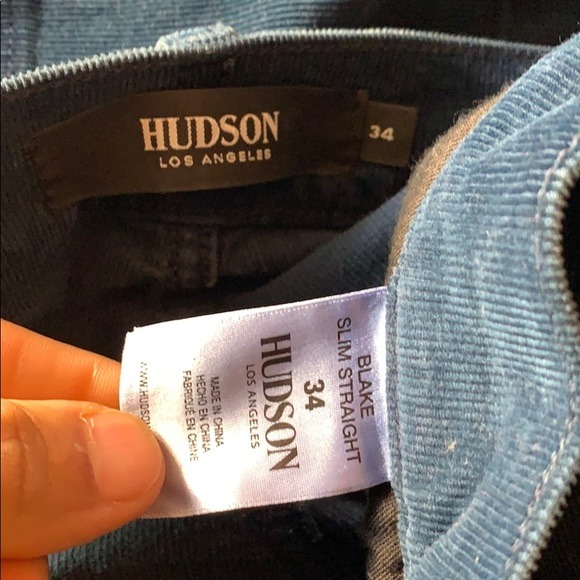 HUDSON
LOS ANGELES
34
BLAKE
SLIM STRAIGHT
34
HUDSON
LOS ANGELES
MADE IN CHINA
HECHO EN CHINA
FABRIQUÉ EN CHINE